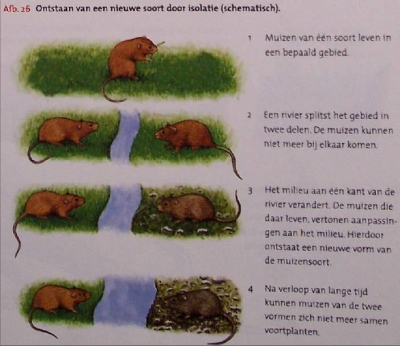 Afb. 26 Ontstaan van een nieuwe soort door isolatie (schematisch).
1 Muizen van één soort leven in
een bepaald gebied.
2 Een rivier splitst het gebied in
twee delen. De muizen kunnen
niet meer bij elkaar komen.
3 Het milieu aan één kant van de
rivier verandert. De muizen die
daar leven, vertonen aanpassin-
gen aan het milieu. Hierdoor
ontstaat een nieuwe vorm van
de muizensoort.
4 Na verloop van lange tijd
kunnen muizen van de twee
vormen zich niet meer samen
voortplanten.